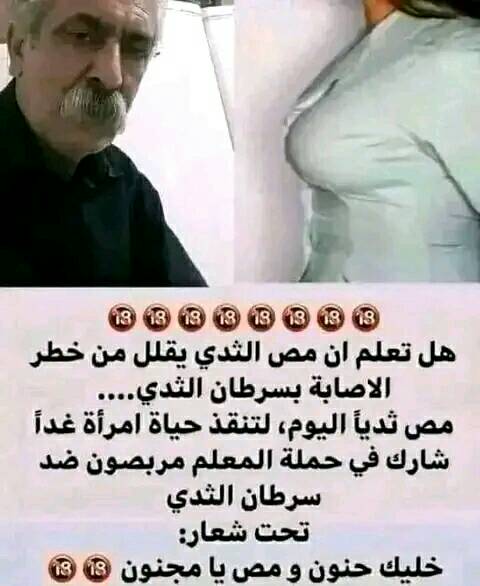 🔞🔞🔞🔞🔞🔞🔞🔞
هل تعلم ان مص الثدي يقلل من خطر
الاصابة بسرطان الثدي....
مص ثدياً اليوم، لتنقذ حياة امرأة غداً
شارك في حملة المعلم مربصون ضد
سرطان الثدي
تحت شعار:
خليك حنون و مص يا مجنون 🔞🔞